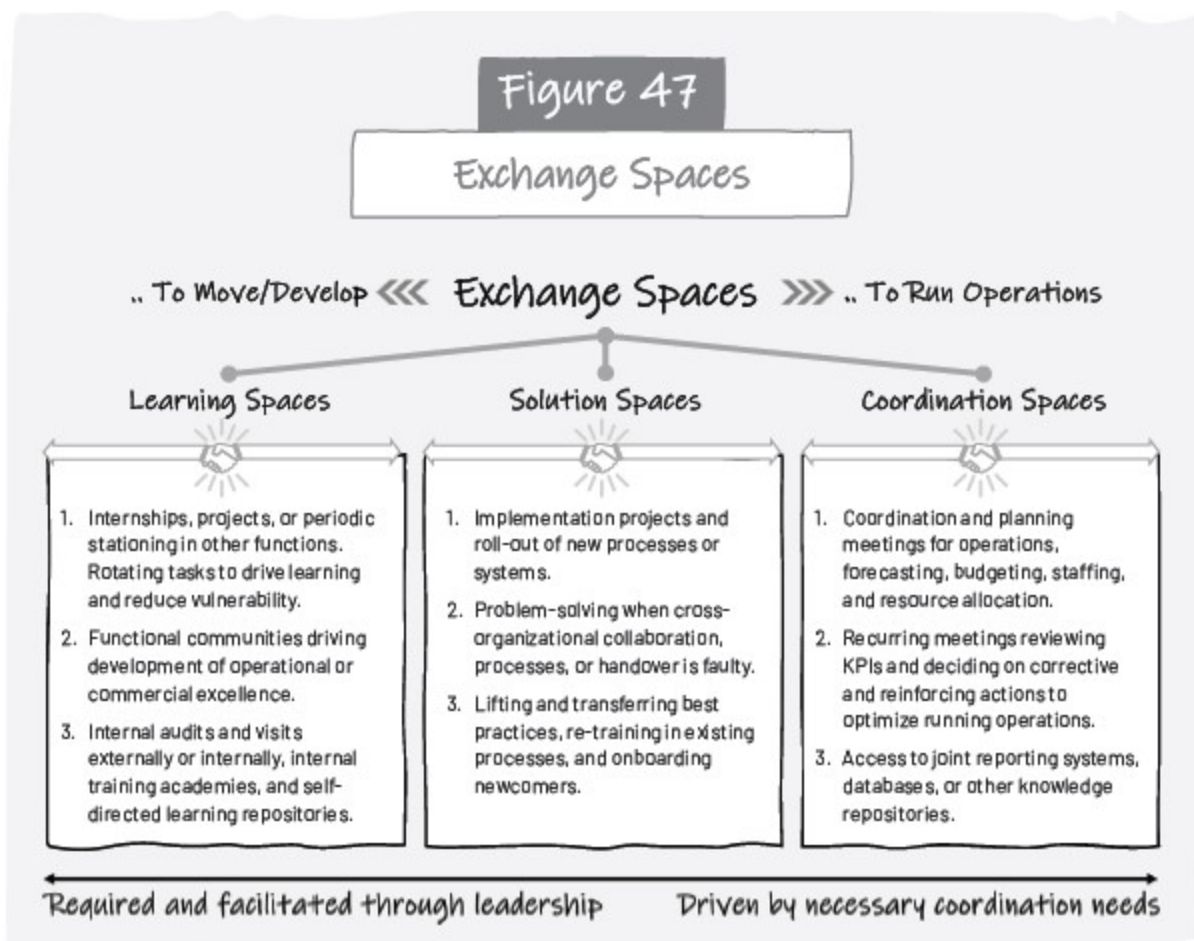 Figure 47
Exchange Spaces
.. To Move/Develop <<< Exchange Spaces >>> .. To Run Operations
Learning Spaces
1. Internships, projects, or periodic
stationing in other functions.
Rotating tasks to drive learning
and reduce vulnerability.
2. Functional communities driving
development of operational or
commercial excellence.
3. Internal audits and visits
externally or internally, internal
training academies, and self-
directed learning repositories.
Solution Spaces
1. Implementation projects and
roll-out of new processes or
systems.
2. Problem-solving when cross-
organizational collaboration,
processes, or handover is faulty.
3. Lifting and transferring best
practices, re-training in existing
processes, and onboarding
newcomers.
Coordination Spaces
1. Coordination and planning
meetings for operations,
forecasting, budgeting, staffing,
and resource allocation.
2. Recurring meetings reviewing
KPIs and deciding on corrective
and reinforcing actions to
optimize running operations.
3. Access to joint reporting systems,
databases, or other knowledge
repositories.
Required and facilitated through leadership
Driven by necessary coordination needs